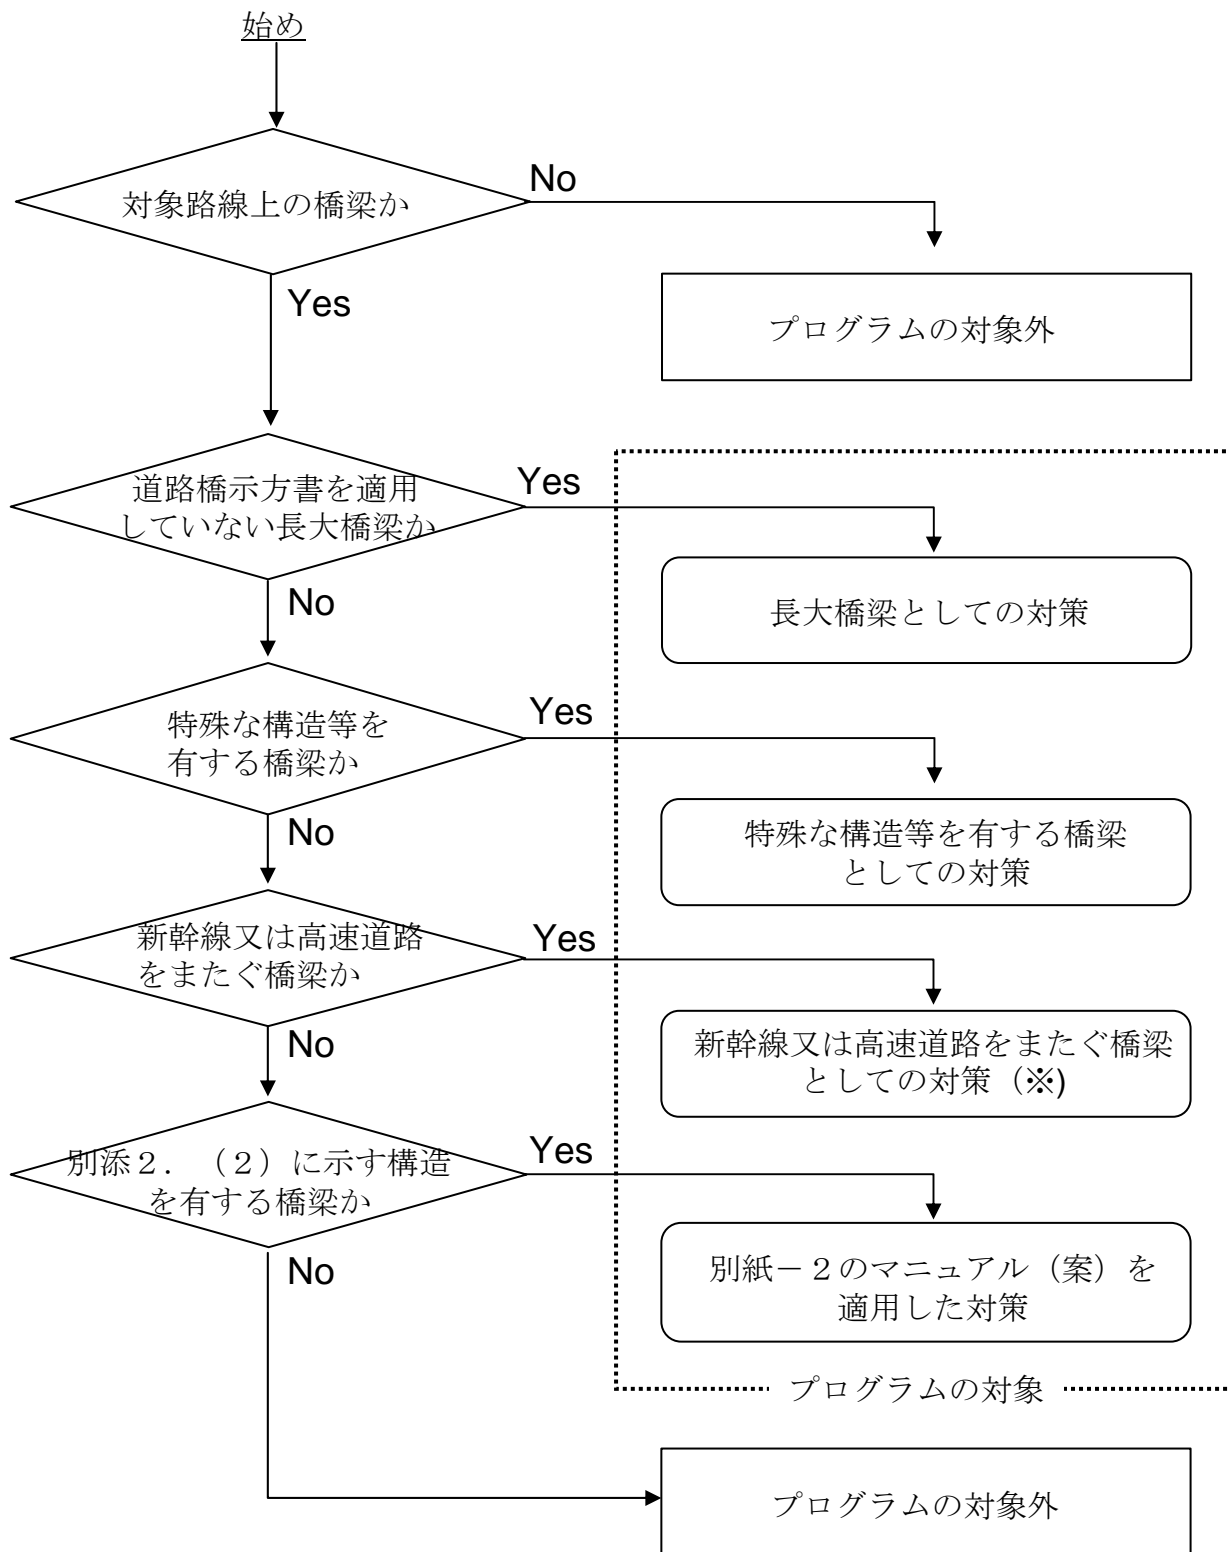 始め
対象路線上の橋梁か
No
Yes
プログラムの対象外
道路橋示方書を適用
していない長大橋梁か
Yes
No
長大橋梁としての対策
特殊な構造等を
有する橋梁か
Yes
No
特殊な構造等を有する橋梁
としての対策
新幹線又は高速道路
をまたぐ橋梁か
Yes
No
新幹線又は高速道路をまたぐ橋梁
としての対策（※)
別添２．（２）に示す構造
を有する橋梁か
Yes
No
別紙－２のマニュアル（案）を
適用した対策
プログラムの対象
プログラムの対象外